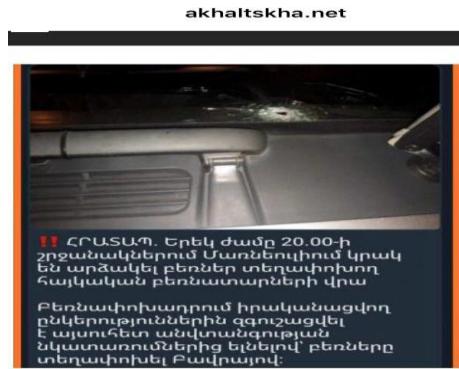 akhaltskha.net
‼ ՀՐԱՏԱՊ. Երեկ ժամը 20.00-ի
շրջանակներում Մառնեուլիում կրակ
են արձակել բեռներ տեղափոխող
հայկական բեռնատարների վրա
Բեռնափոխադրում իրականացվող
ընկերություններին զգուշացվել
է այսուհետ անվտանգության
նկատառումներից ելնելով՝ բեռները
տեղափոխել Բավրայով: